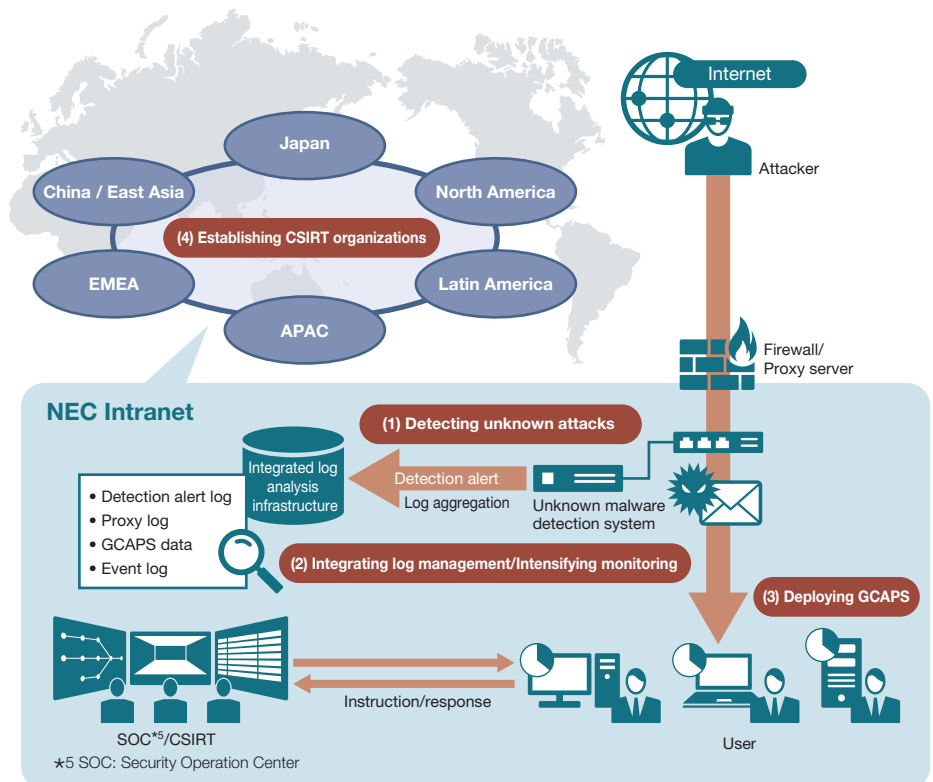 Internet
Attacker
Japan
China / East Asia
North America
(4) Establishing CSIRT organizations
EMEA
Latin America
APAC
Firewall/
Proxy server
NEC Intranet
(1) Detecting unknown attacks
Integrated log
analysis
infrastructure
Detection alert
Log aggregation
Unknown malware
detection system
• Detection alert log
• Proxy log
• GCAPS data
• Event log
(2) Integrating log management/Intensifying monitoring
(3) Deploying GCAPS
Instruction/response
SOC*5/CSIRT
User
*5 SOC: Security Operation Center